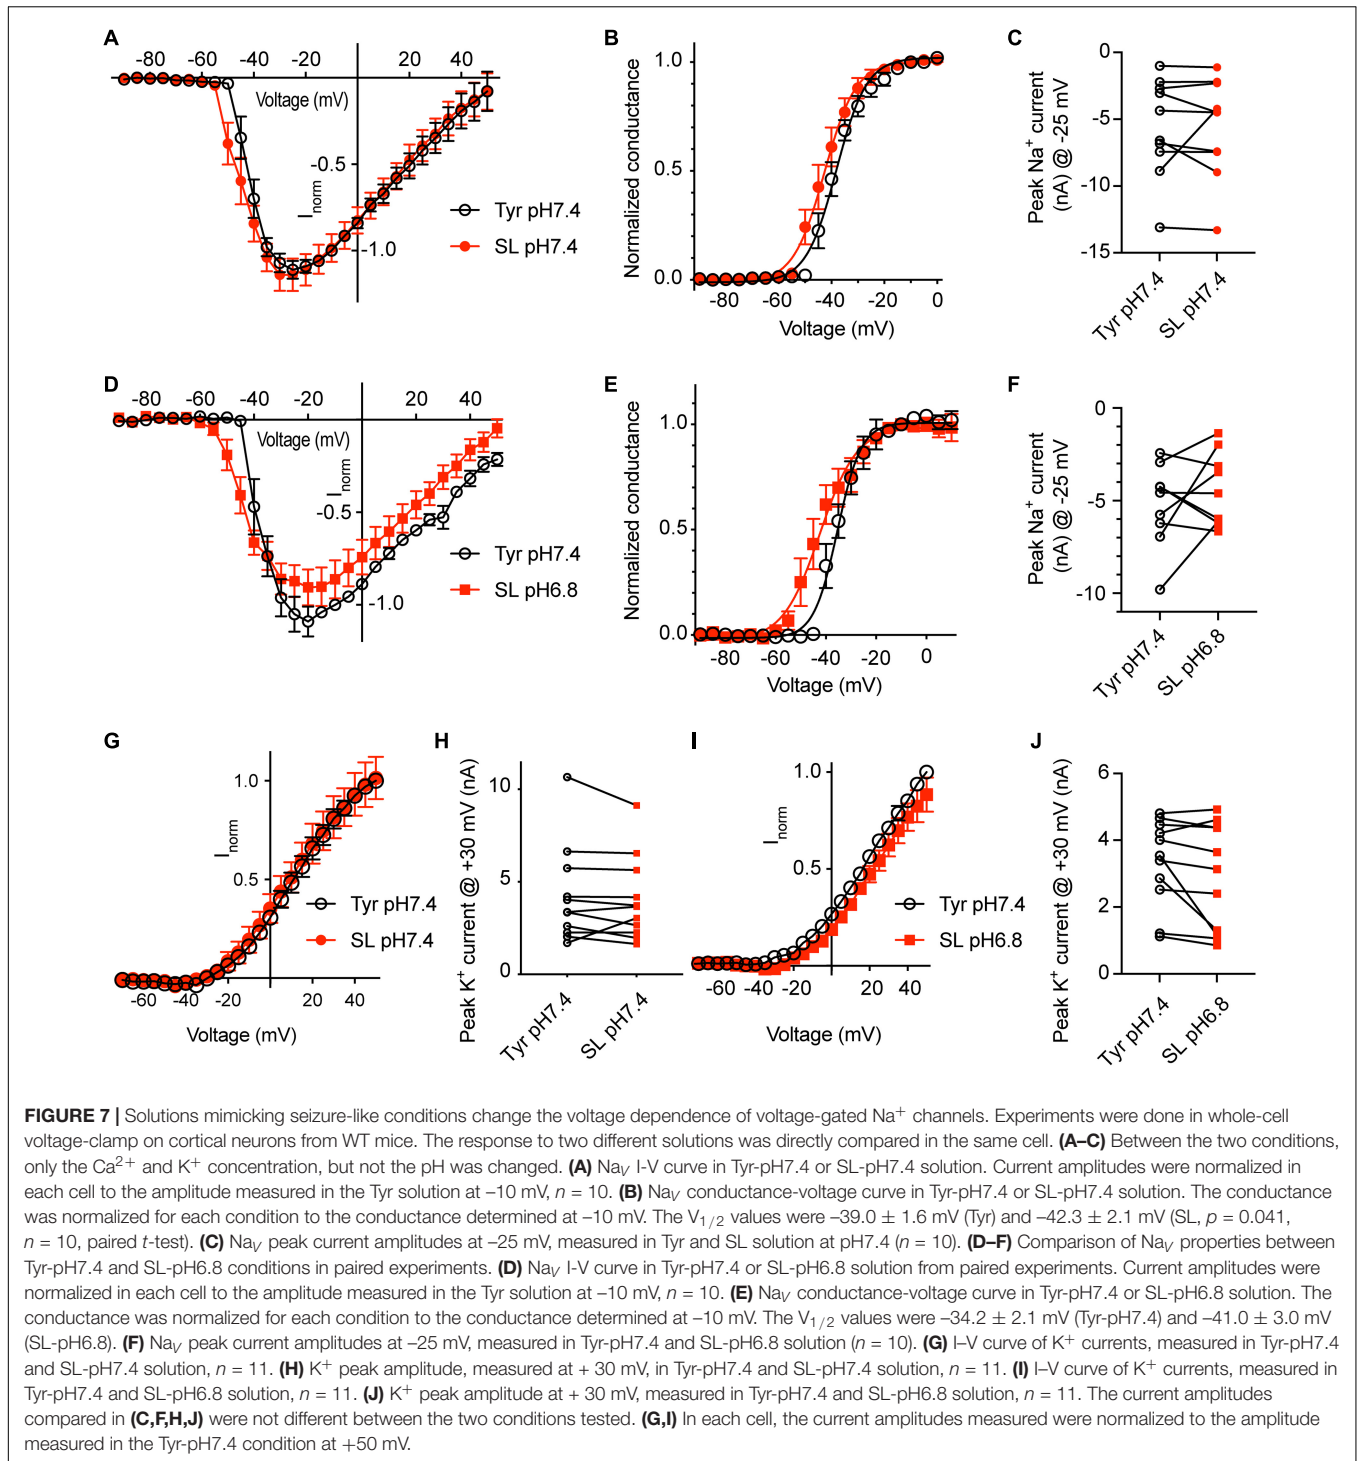 A
B
C
-80 -60 -40 -20 20 40
Voltage (mV)
-0.5
-1.0
I norm
Tyr pH7.4
SL pH7.4
Normalized conductance
1.0
0.5
0.0
-80 -60 -40 -20 0
Voltage (mV)
Peak Na+ current
(nA) @ -25 mV
0
-5
-10
-15
Tyr pH7.4
SL pH7.4
D
E
F
-80 -60 -40 -20 20 40
Voltage (mV)
-0.5
-1.0
I norm
Tyr pH7.4
SL pH6.8
Normalized conductance
1.0
0.5
0.0
-80 -60 -40 -20 0
Voltage (mV)
Peak Na+ current
(nA) @ -25 mV
0
-5
-10
Tyr pH7.4
SL pH6.8
G
H
I
J
1.0
0.5
I norm
Tyr pH7.4
SL pH7.4
-60 -40 -20 20 40
Voltage (mV)
Peak K+ current @ +30 mV (nA)
10
5
0
Tyr pH7.4
SL pH7.4
1.0
0.5
I norm
Tyr pH7.4
SL pH6.8
-60 -40 -20 20 40
Voltage (mV)
Peak K+ current @ +30 mV (nA)
6
4
2
0
Tyr pH7.4
SL pH6.8
FIGURE 7 | Solutions mimicking seizure-like conditions change the voltage dependence of voltage-gated Na+ channels. Experiments were done in whole-cell
voltage-clamp on cortical neurons from WT mice. The response to two different solutions was directly compared in the same cell. (A–C) Between the two conditions,
only the Ca2+ and K+ concentration, but not the pH was changed. (A) NaV I-V curve in Tyr-pH7.4 or SL-pH7.4 solution. Current amplitudes were normalized in
each cell to the amplitude measured in the Tyr solution at –10 mV, n = 10. (B) NaV conductance-voltage curve in Tyr-pH7.4 or SL-pH7.4 solution. The conductance
was normalized for each condition to the conductance determined at –10 mV. The V1/2 values were –39.0 ± 1.6 mV (Tyr) and –42.3 ± 2.1 mV (SL, p = 0.041,
n = 10, paired t-test). (C) NaV peak current amplitudes at –25 mV, measured in Tyr and SL solution at pH7.4 (n = 10). (D–F) Comparison of NaV properties between
Tyr-pH7.4 and SL-pH6.8 conditions in paired experiments. (D) NaV I-V curve in Tyr-pH7.4 or SL-pH6.8 solution from paired experiments. Current amplitudes were
normalized in each cell to the amplitude measured in the Tyr solution at –10 mV, n = 10. (E) NaV conductance-voltage curve in Tyr-pH7.4 or SL-pH6.8 solution. The
conductance was normalized for each condition to the conductance determined at –10 mV. The V1/2 values were –34.2 ± 2.1 mV (Tyr-pH7.4) and –41.0 ± 3.0 mV
(SL-pH6.8). (F) NaV peak current amplitudes at –25 mV, measured in Tyr-pH7.4 and SL-pH6.8 solution (n = 10). (G) I–V curve of K+ currents, measured in Tyr-pH7.4
and SL-pH7.4 solution, n = 11. (H) K+ peak amplitude, measured at + 30 mV, in Tyr-pH7.4 and SL-pH7.4 solution, n = 11. (I) I–V curve of K+ currents, measured in
Tyr-pH7.4 and SL-pH6.8 solution, n = 11. (J) K+ peak amplitude at + 30 mV, measured in Tyr-pH7.4 and SL-pH6.8 solution, n = 11. The current amplitudes
compared in (C,F,H,J) were not different between the two conditions tested. (G,I) In each cell, the current amplitudes measured were normalized to the amplitude
measured in the Tyr-pH7.4 condition at +50 mV.